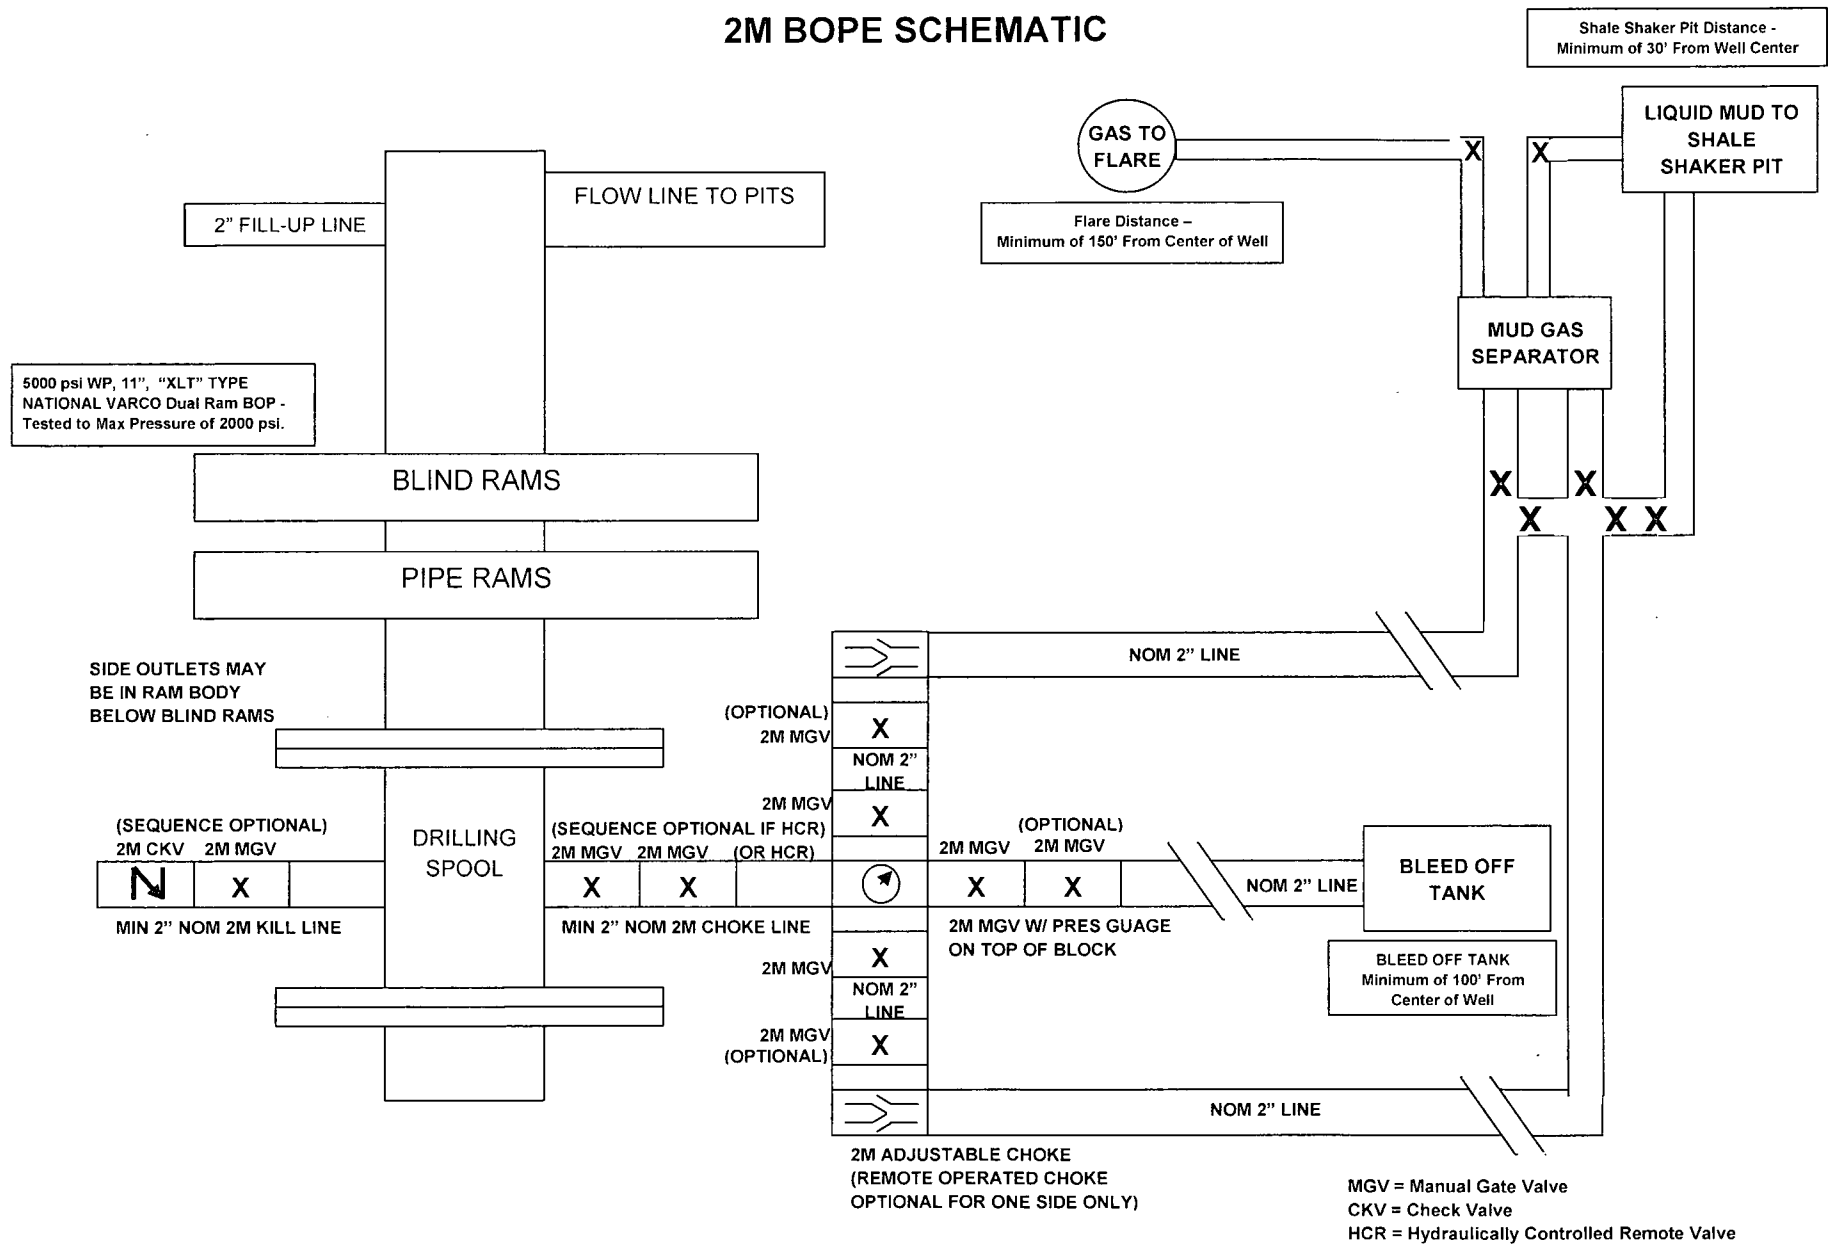 2M BOPE SCHEMATIC
Shale Shaker Pit Distance -
Minimum of 30' From Well Center
LIQUID MUD TO
SHALE
SHAKER PIT
GAS TO
FLARE
X
X
Flare Distance –
Minimum of 150' From Center of Well
FLOW LINE TO PITS
2” FILL-UP LINE
MUD GAS
SEPARATOR
5000 psi WP, 11”, “XLT” TYPE
NATIONAL VARCO Dual Ram BOP -
Tested to Max Pressure of 2000 psi.
BLIND RAMS
X
X
X
X
X
PIPE RAMS
SIDE OUTLETS MAY
BE IN RAM BODY
BELOW BLIND RAMS
NOM 2” LINE
(OPTIONAL)
2M MGV
X
NOM 2”
LINE
2M MGV
X
(SEQUENCE OPTIONAL)
2M CKV 2M MGV
X
MIN 2” NOM 2M KILL LINE
DRILLING
SPOOL
(SEQUENCE OPTIONAL IF HCR)
2M MGV 2M MGV (OR HCR)
X X
MIN 2” NOM 2M CHOKE LINE
(OPTIONAL)
2M MGV 2M MGV
X X
NOM 2” LINE
2M MGV W/ PRES GUAGE
ON TOP OF BLOCK
BLEED OFF
TANK
BLEED OFF TANK
Minimum of 100' From
Center of Well
2M MGV
X
NOM 2”
LINE
2M MGV
(OPTIONAL)
X
NOM 2” LINE
2M ADJUSTABLE CHOKE
(REMOTE OPERATED CHOKE
OPTIONAL FOR ONE SIDE ONLY)
MGV = Manual Gate Valve
CKV = Check Valve
HCR = Hydraulically Controlled Remote Valve